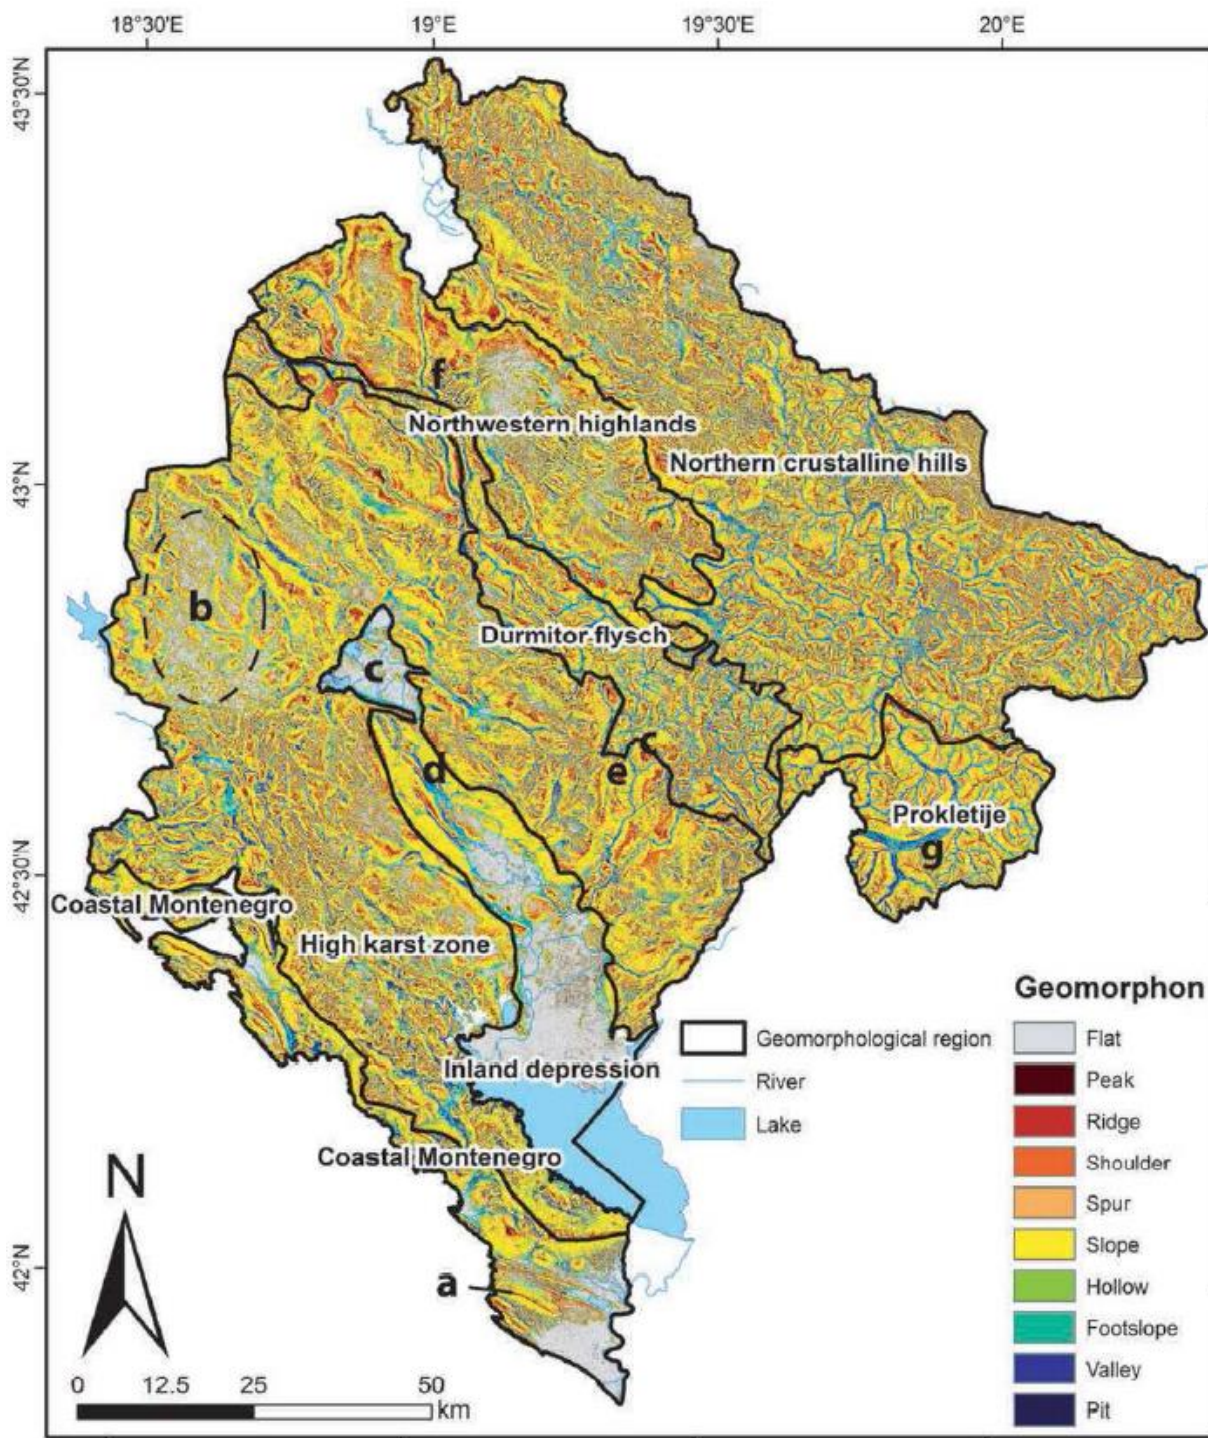 18°30'E 19°E 19°30'E 20°E
43°30'N
f
Northwestern highlands
Northern crustalline hills
43°N
b
Durmitor flysch
c
c
d
e
Prokletije
g
42°30'N
Coastal Montenegro
High karst zone
Inland depression
Coastal Montenegro
42°N
a
N
0 12.5 25 50
km
Geomorphological region
River
Lake
Geomorphon
Flat
Peak
Ridge
Shoulder
Spur
Slope
Hollow
Footslope
Valley
Pit